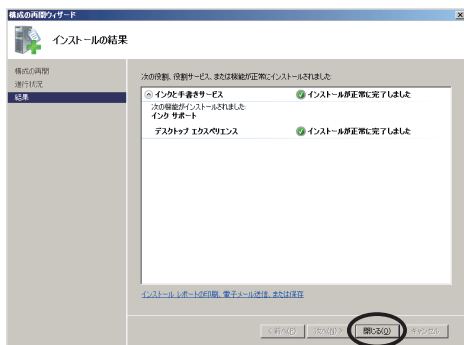 構成の再開ウィザード
インストールの結果
構成の再開
進行状況
結果
次の役割、役割サービス、または機能が正常にインストールされました:
インクと手書きサービス
インストールが正常に完了しました
次の機能がインストールされました:
インク サポート
デスクトップ エクスペリエンス
インストールが正常に完了しました
インストール レポートの印刷、電子メール送信、または保存
< 前へ(P)
次へ(N) >
閉じる(O)
キャンセル